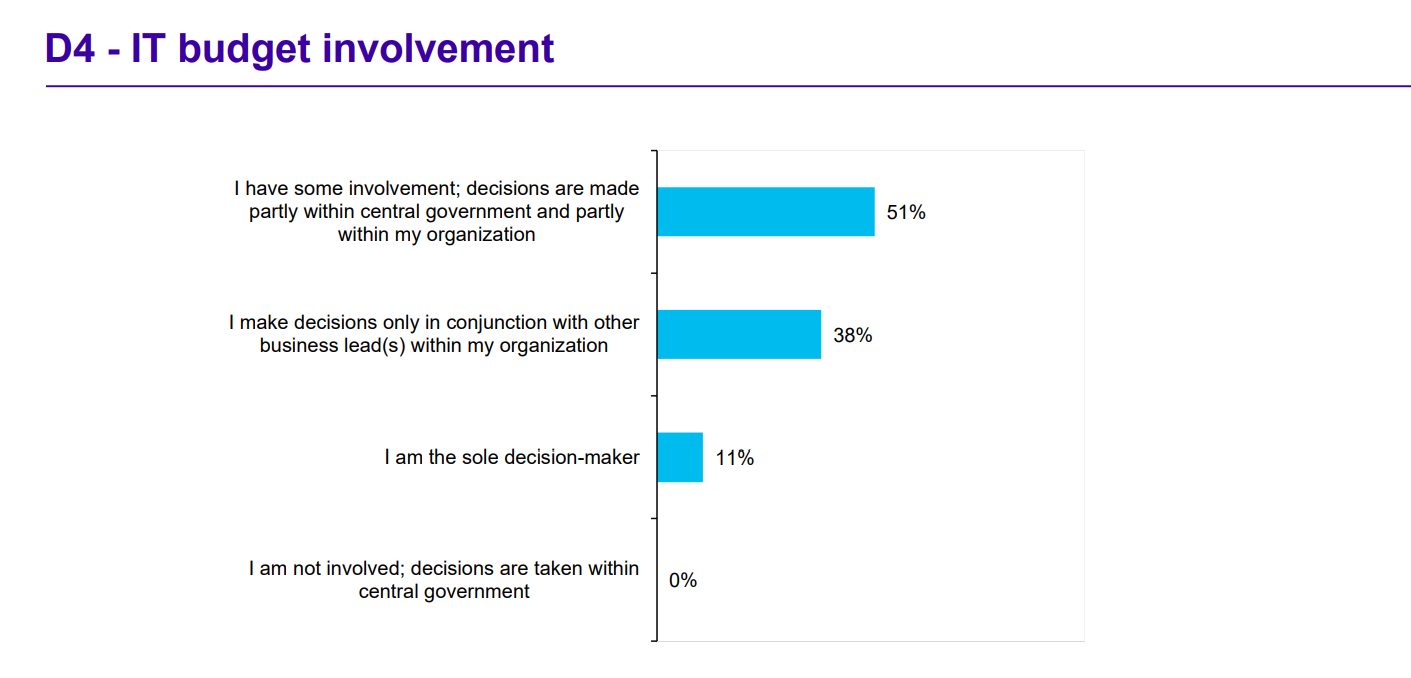 D4 - IT budget involvement
I have some involvement; decisions are made
partly within central government and partly
within my organization
51%
I make decisions only in conjunction with other
business lead(s) within my organization
38%
I am the sole decision-maker
11%
I am not involved; decisions are taken within
central government
0%